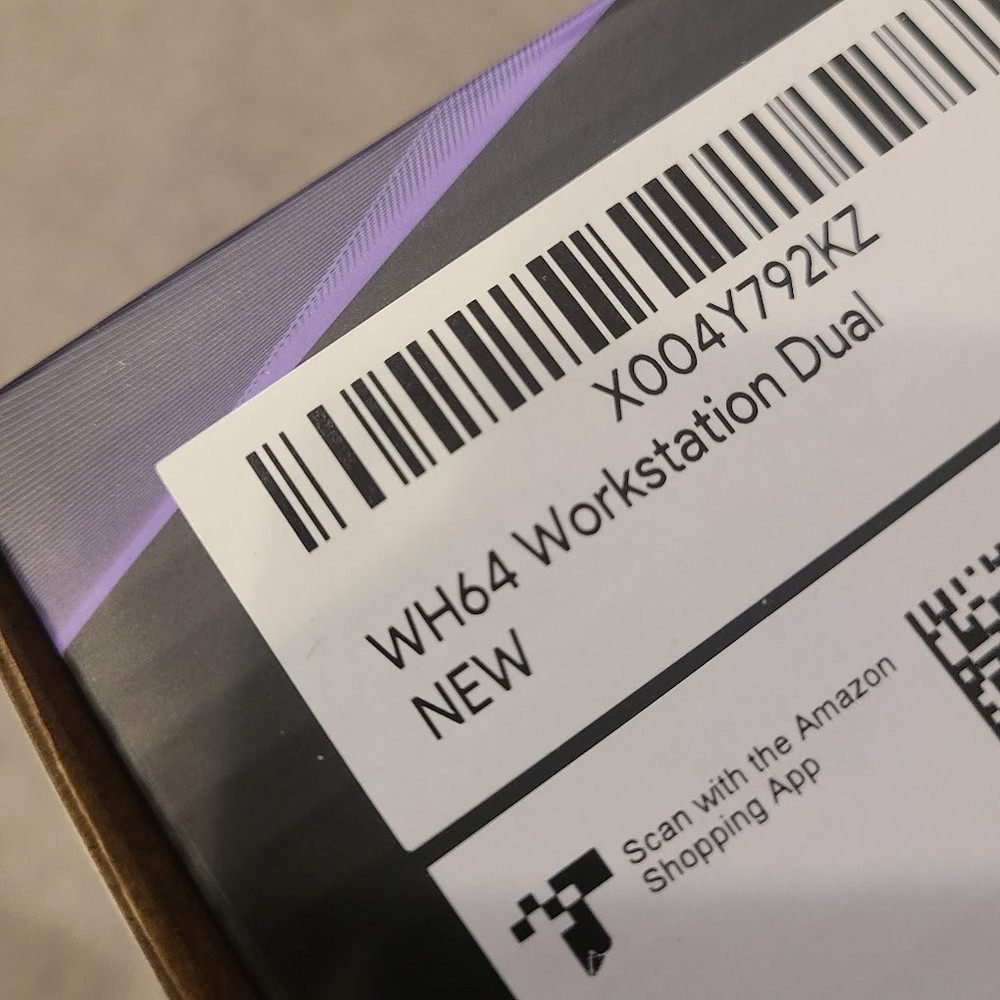 X004Y792KZ
WH64 Workstation Dual
NEW
Scan with the Amazon
Shopping App